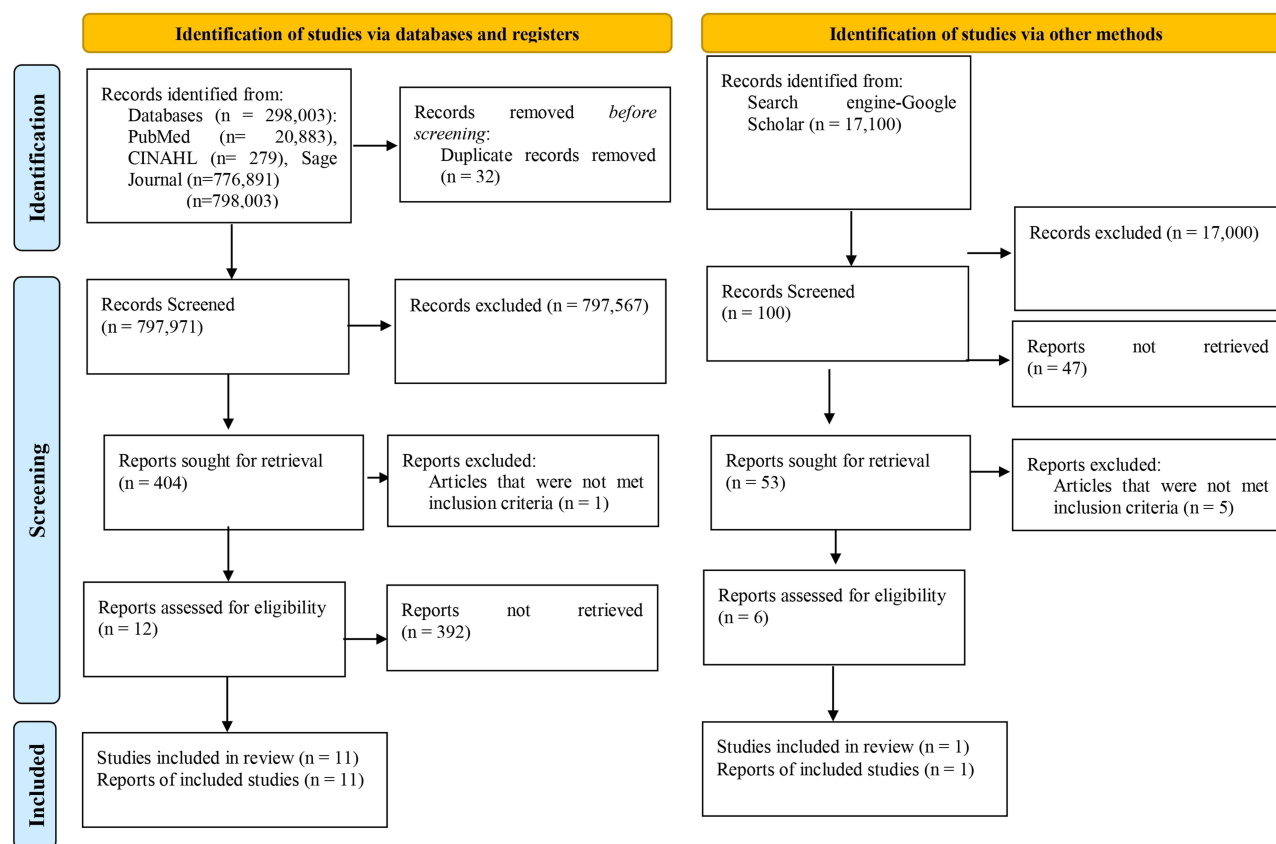 Identification of studies via databases and registers
Identification of studies via other methods
Identification
Records identified from:
Databases (n = 298,003):
PubMed (n= 20,883),
CINAHL (n= 279), Sage
Journal (n=776,891)
(n=798,003)
Records removed before
screening:
Duplicate records removed
(n = 32)
Records identified from:
Search engine-Google
Scholar (n = 17,100)
Records excluded (n = 17,000)
Screening
Records Screened
(n = 797,971)
Records excluded (n = 797,567)
Records Screened
(n = 100)
Reports not retrieved
(n = 47)
Reports sought for retrieval
(n = 404)
Reports excluded:
Articles that were not met
inclusion criteria (n = 1)
Reports sought for retrieval
(n = 53)
Reports excluded:
Articles that were not met
inclusion criteria (n = 5)
Reports assessed for eligibility
(n = 12)
Reports not retrieved
(n = 392)
Reports assessed for eligibility
(n = 6)
Included
Studies included in review (n = 11)
Reports of included studies (n = 11)
Studies included in review (n = 1)
Reports of included studies (n = 1)